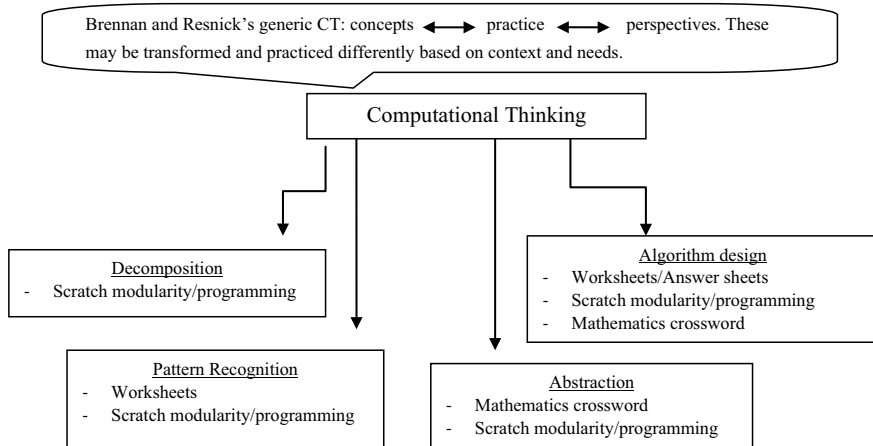 Brennan and Resnick’s generic CT: concepts practice perspectives. These
may be transformed and practiced differently based on context and needs.
Computational Thinking
Decomposition
- Scratch modularity/programming
Algorithm design
- Worksheets/Answer sheets
- Scratch modularity/programming
- Mathematics crossword
Pattern Recognition
- Worksheets
- Scratch modularity/programming
Abstraction
- Mathematics crossword
- Scratch modularity/programming